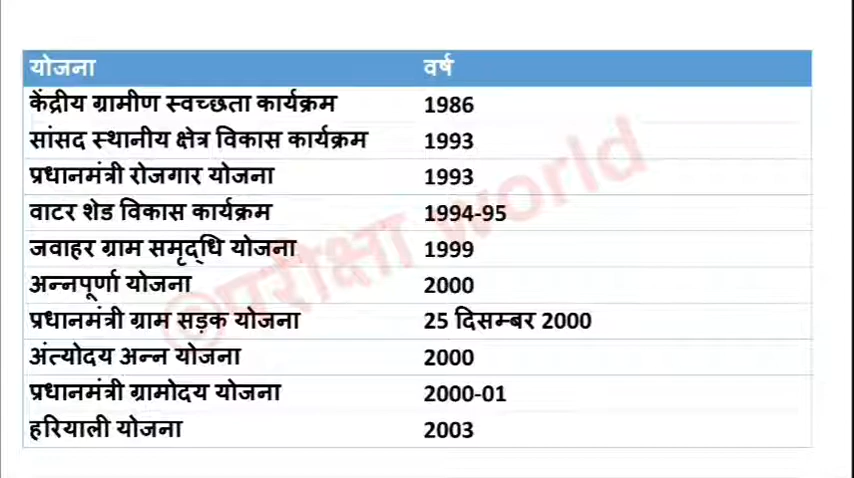 योजना वर्ष
केंद्रीय ग्रामीण स्वच्छता कार्यक्रम 1986
सांसद स्थानीय क्षेत्र विकास कार्यक्रम 1993
प्रधानमंत्री रोजगार योजना 1993
वाटर शेड विकास कार्यक्रम 1994-95
जवाहर ग्राम समृद्धि योजना 1999
अन्नपूर्णा योजना 2000
प्रधानमंत्री ग्राम सड़क योजना 25 दिसम्बर 2000
अंत्योदय अन्न योजना 2000
प्रधानमंत्री ग्रामोदय योजना 2000-01
हरियाली योजना 2003
©परीक्षा world